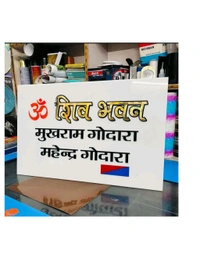 ॐ शिव भवन
मुखराम गोदारा
महेन्द्र गोदारा